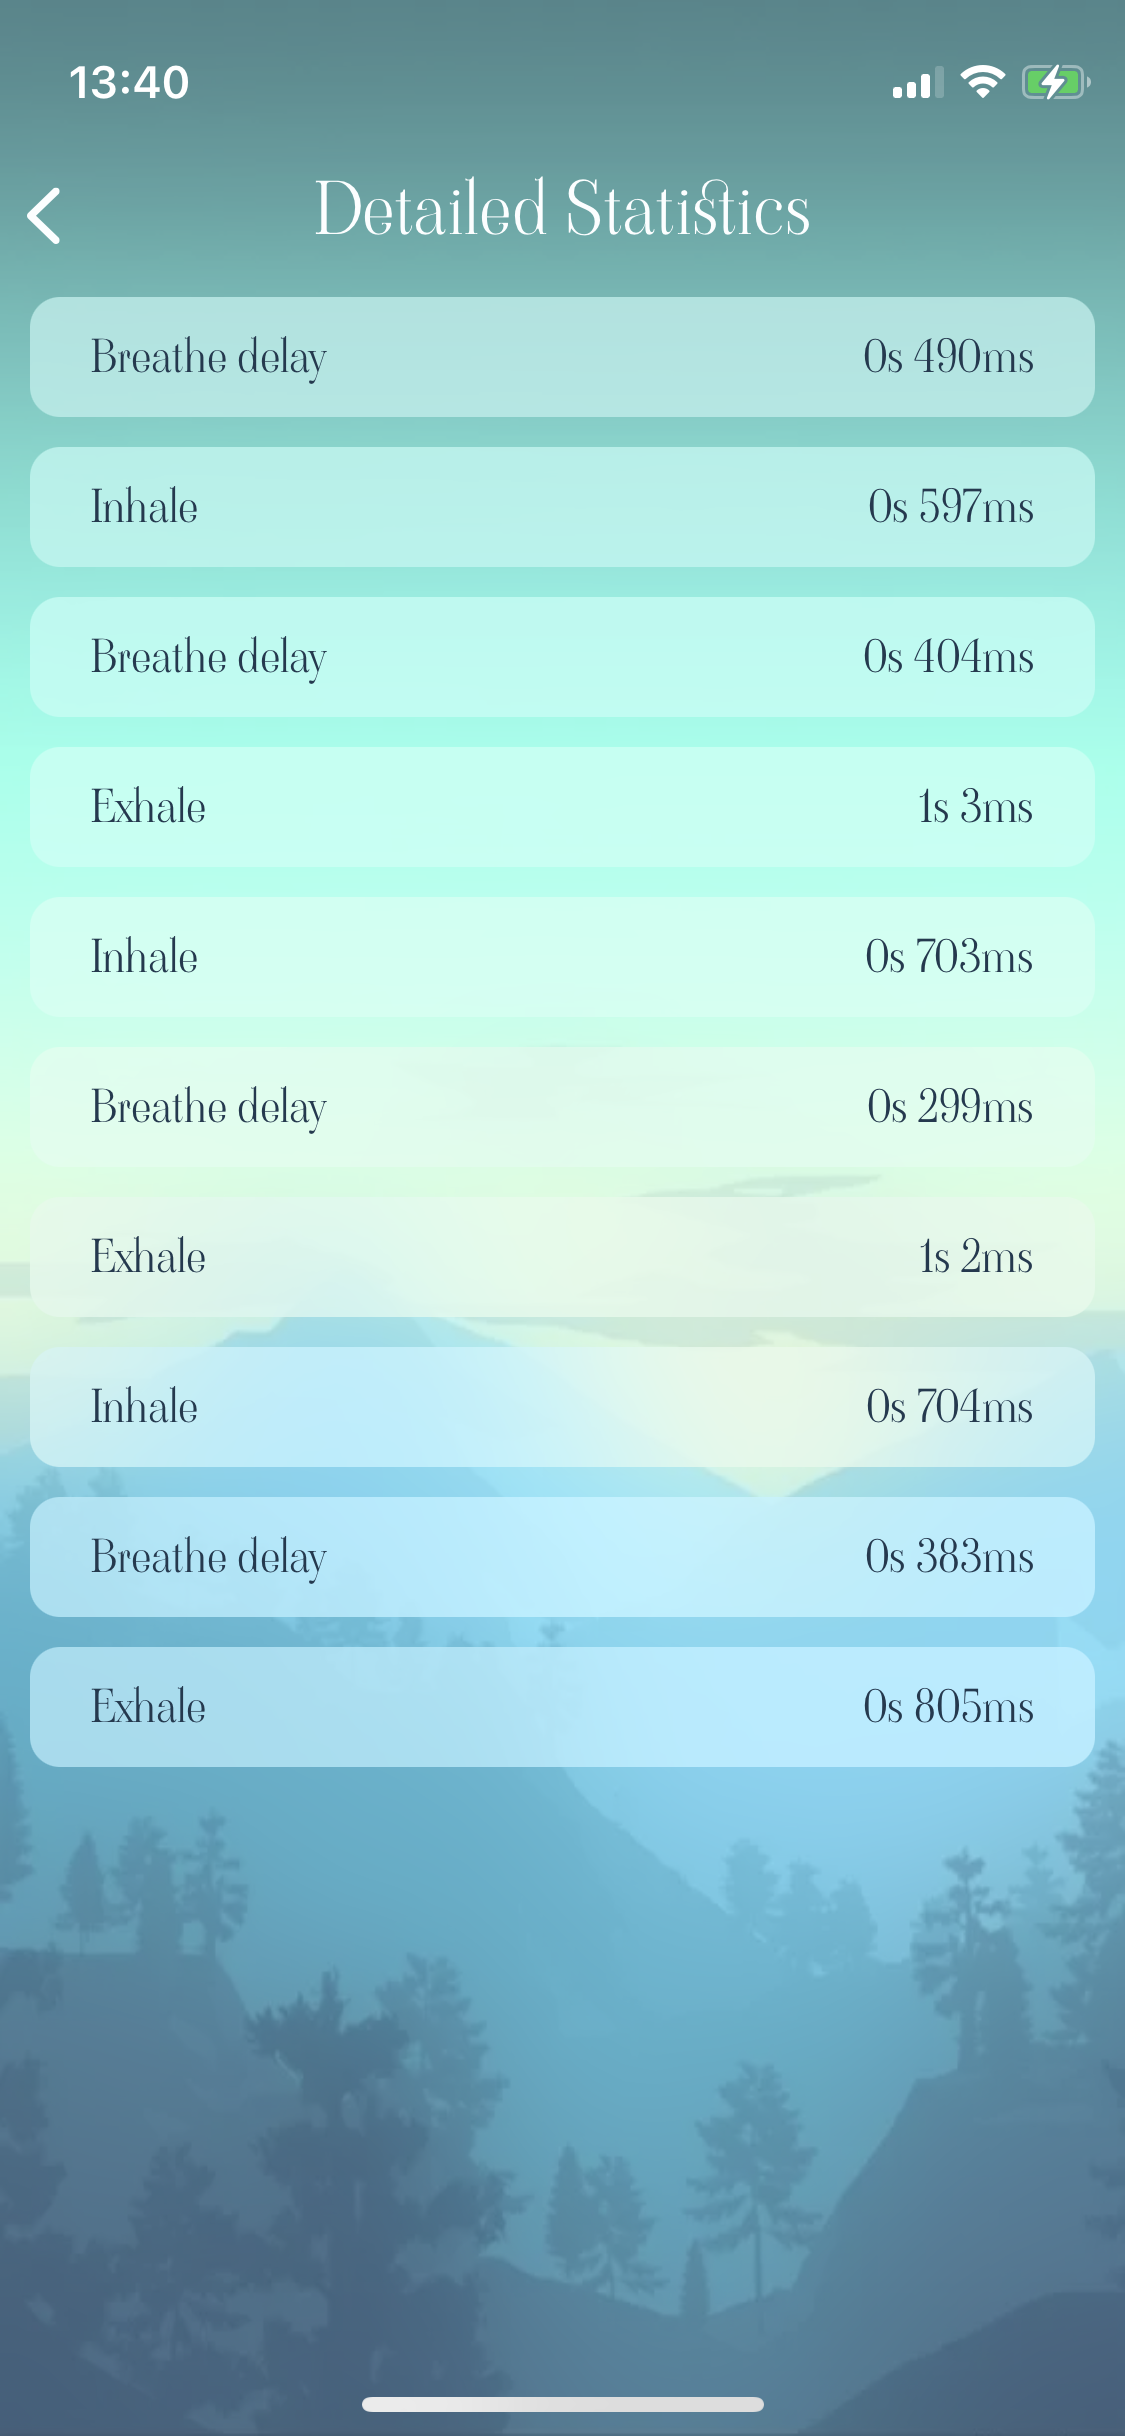 13:40
Detailed Statistics
Breathe delay 0s 490ms
Inhale 0s 597ms
Breathe delay 0s 404ms
Exhale 1s 3ms
Inhale 0s 703ms
Breathe delay 0s 299ms
Exhale 1s 2ms
Inhale 0s 704ms
Breathe delay 0s 383ms
Exhale 0s 805ms